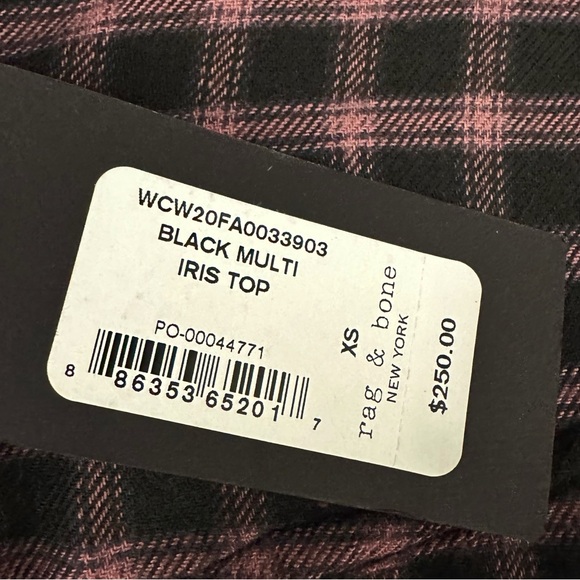 WCW20FA0033903
BLACK MULTI
IRIS TOP
PO-00044771
8 86353 65201 7
XS
rag & bone
NEW YORK
$250.00